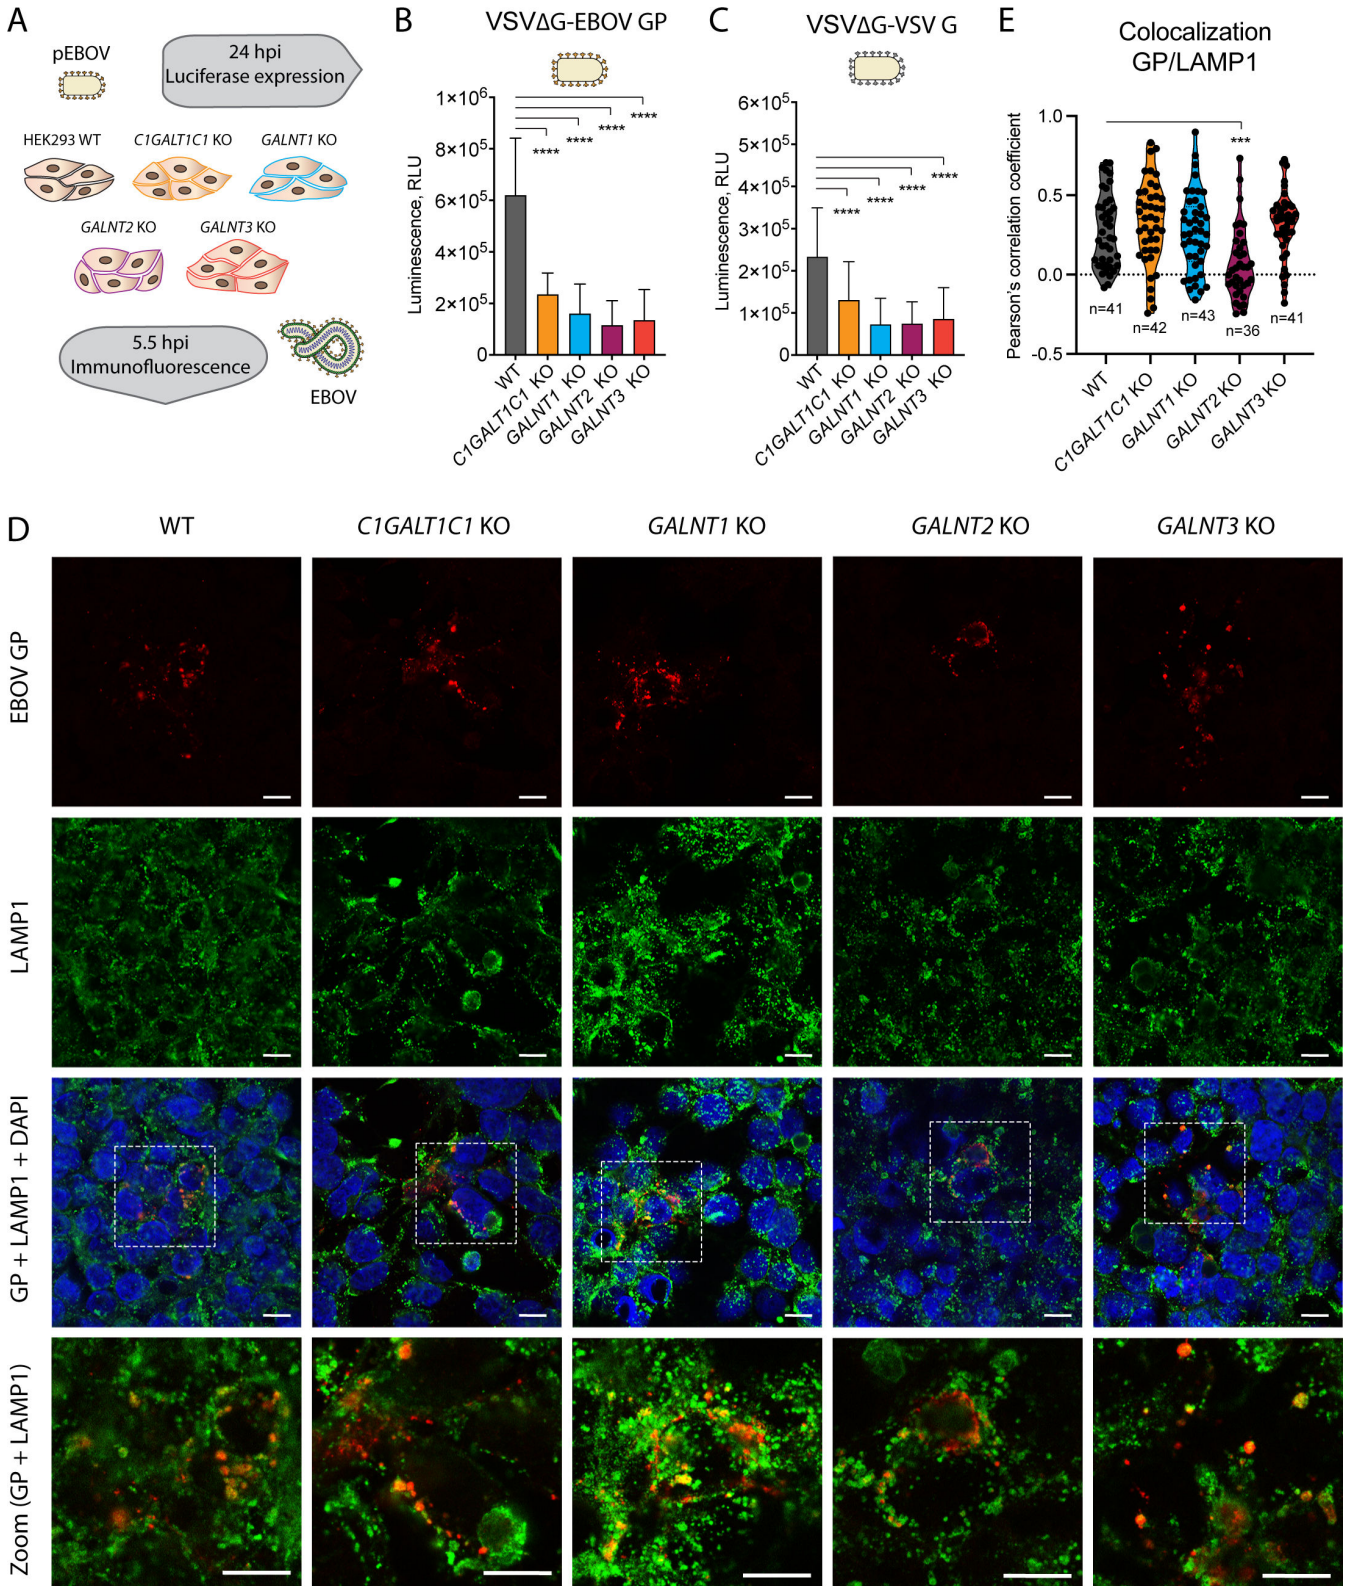 A
pEBOV
24 hpi
Luciferase expression
HEK293 WT
C1GALT1C1 KO
GALNT1 KO
GALNT2 KO
GALNT3 KO
5.5 hpi
Immunofluorescence
EBOV
B
VSVΔG-EBOV GP
Luminescence, RLU
1×10⁶
8×10⁵
6×10⁵
4×10⁵
2×10⁵
0
****
****
****
****
WT
C1GALT1C1 KO
GALNT1 KO
GALNT2 KO
GALNT3 KO
C
VSVΔG-VSV G
Luminescence, RLU
6×10⁵
5×10⁵
4×10⁵
3×10⁵
2×10⁵
1×10⁵
0
****
****
****
****
WT
C1GALT1C1 KO
GALNT1 KO
GALNT2 KO
GALNT3 KO
E
Colocalization
GP/LAMP1
Pearson's correlation coefficient
1.0
0.5
0.0
-0.5
***
n=41
n=42
n=43
n=36
n=41
WT
C1GALT1C1 KO
GALNT1 KO
GALNT2 KO
GALNT3 KO
D
WT
C1GALT1C1 KO
GALNT1 KO
GALNT2 KO
GALNT3 KO
EBOV GP
LAMP1
GP + LAMP1 + DAPI
Zoom (GP + LAMP1)